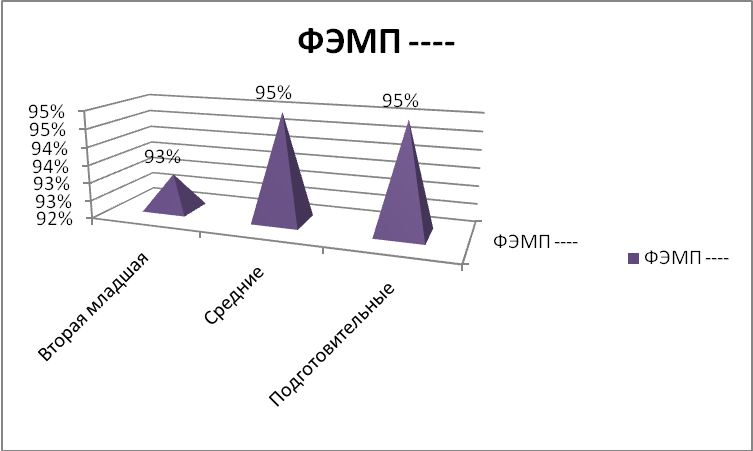 ФЭМП ----
95%
95%
94%
94%
93%
93%
92%
93%
95%
95%
Вторая младшая
Средние
Подготовительные
ФЭМП ----
ФЭМП ----